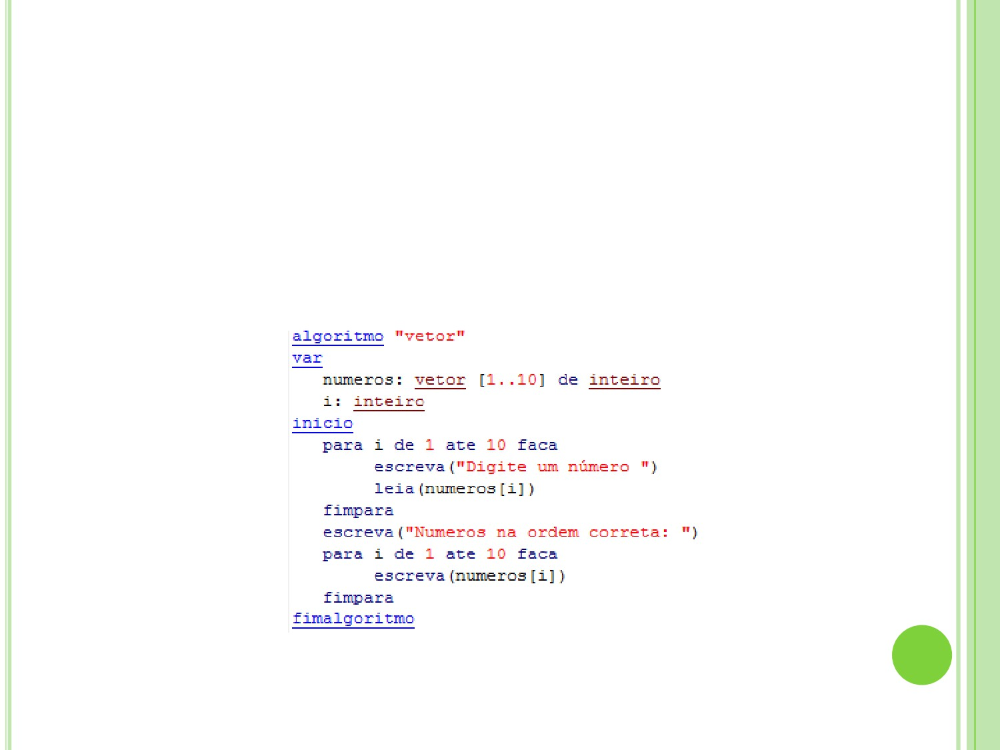 algoritmo "vetor"
var
numeros: vetor [1..10] de inteiro
i: inteiro
inicio
para i de 1 ate 10 faca
escreva("Digite um número ")
leia(numeros[i])
fimpara
escreva("Numeros na ordem correta: ")
para i de 1 ate 10 faca
escreva(numeros[i])
fimpara
fimalgoritmo